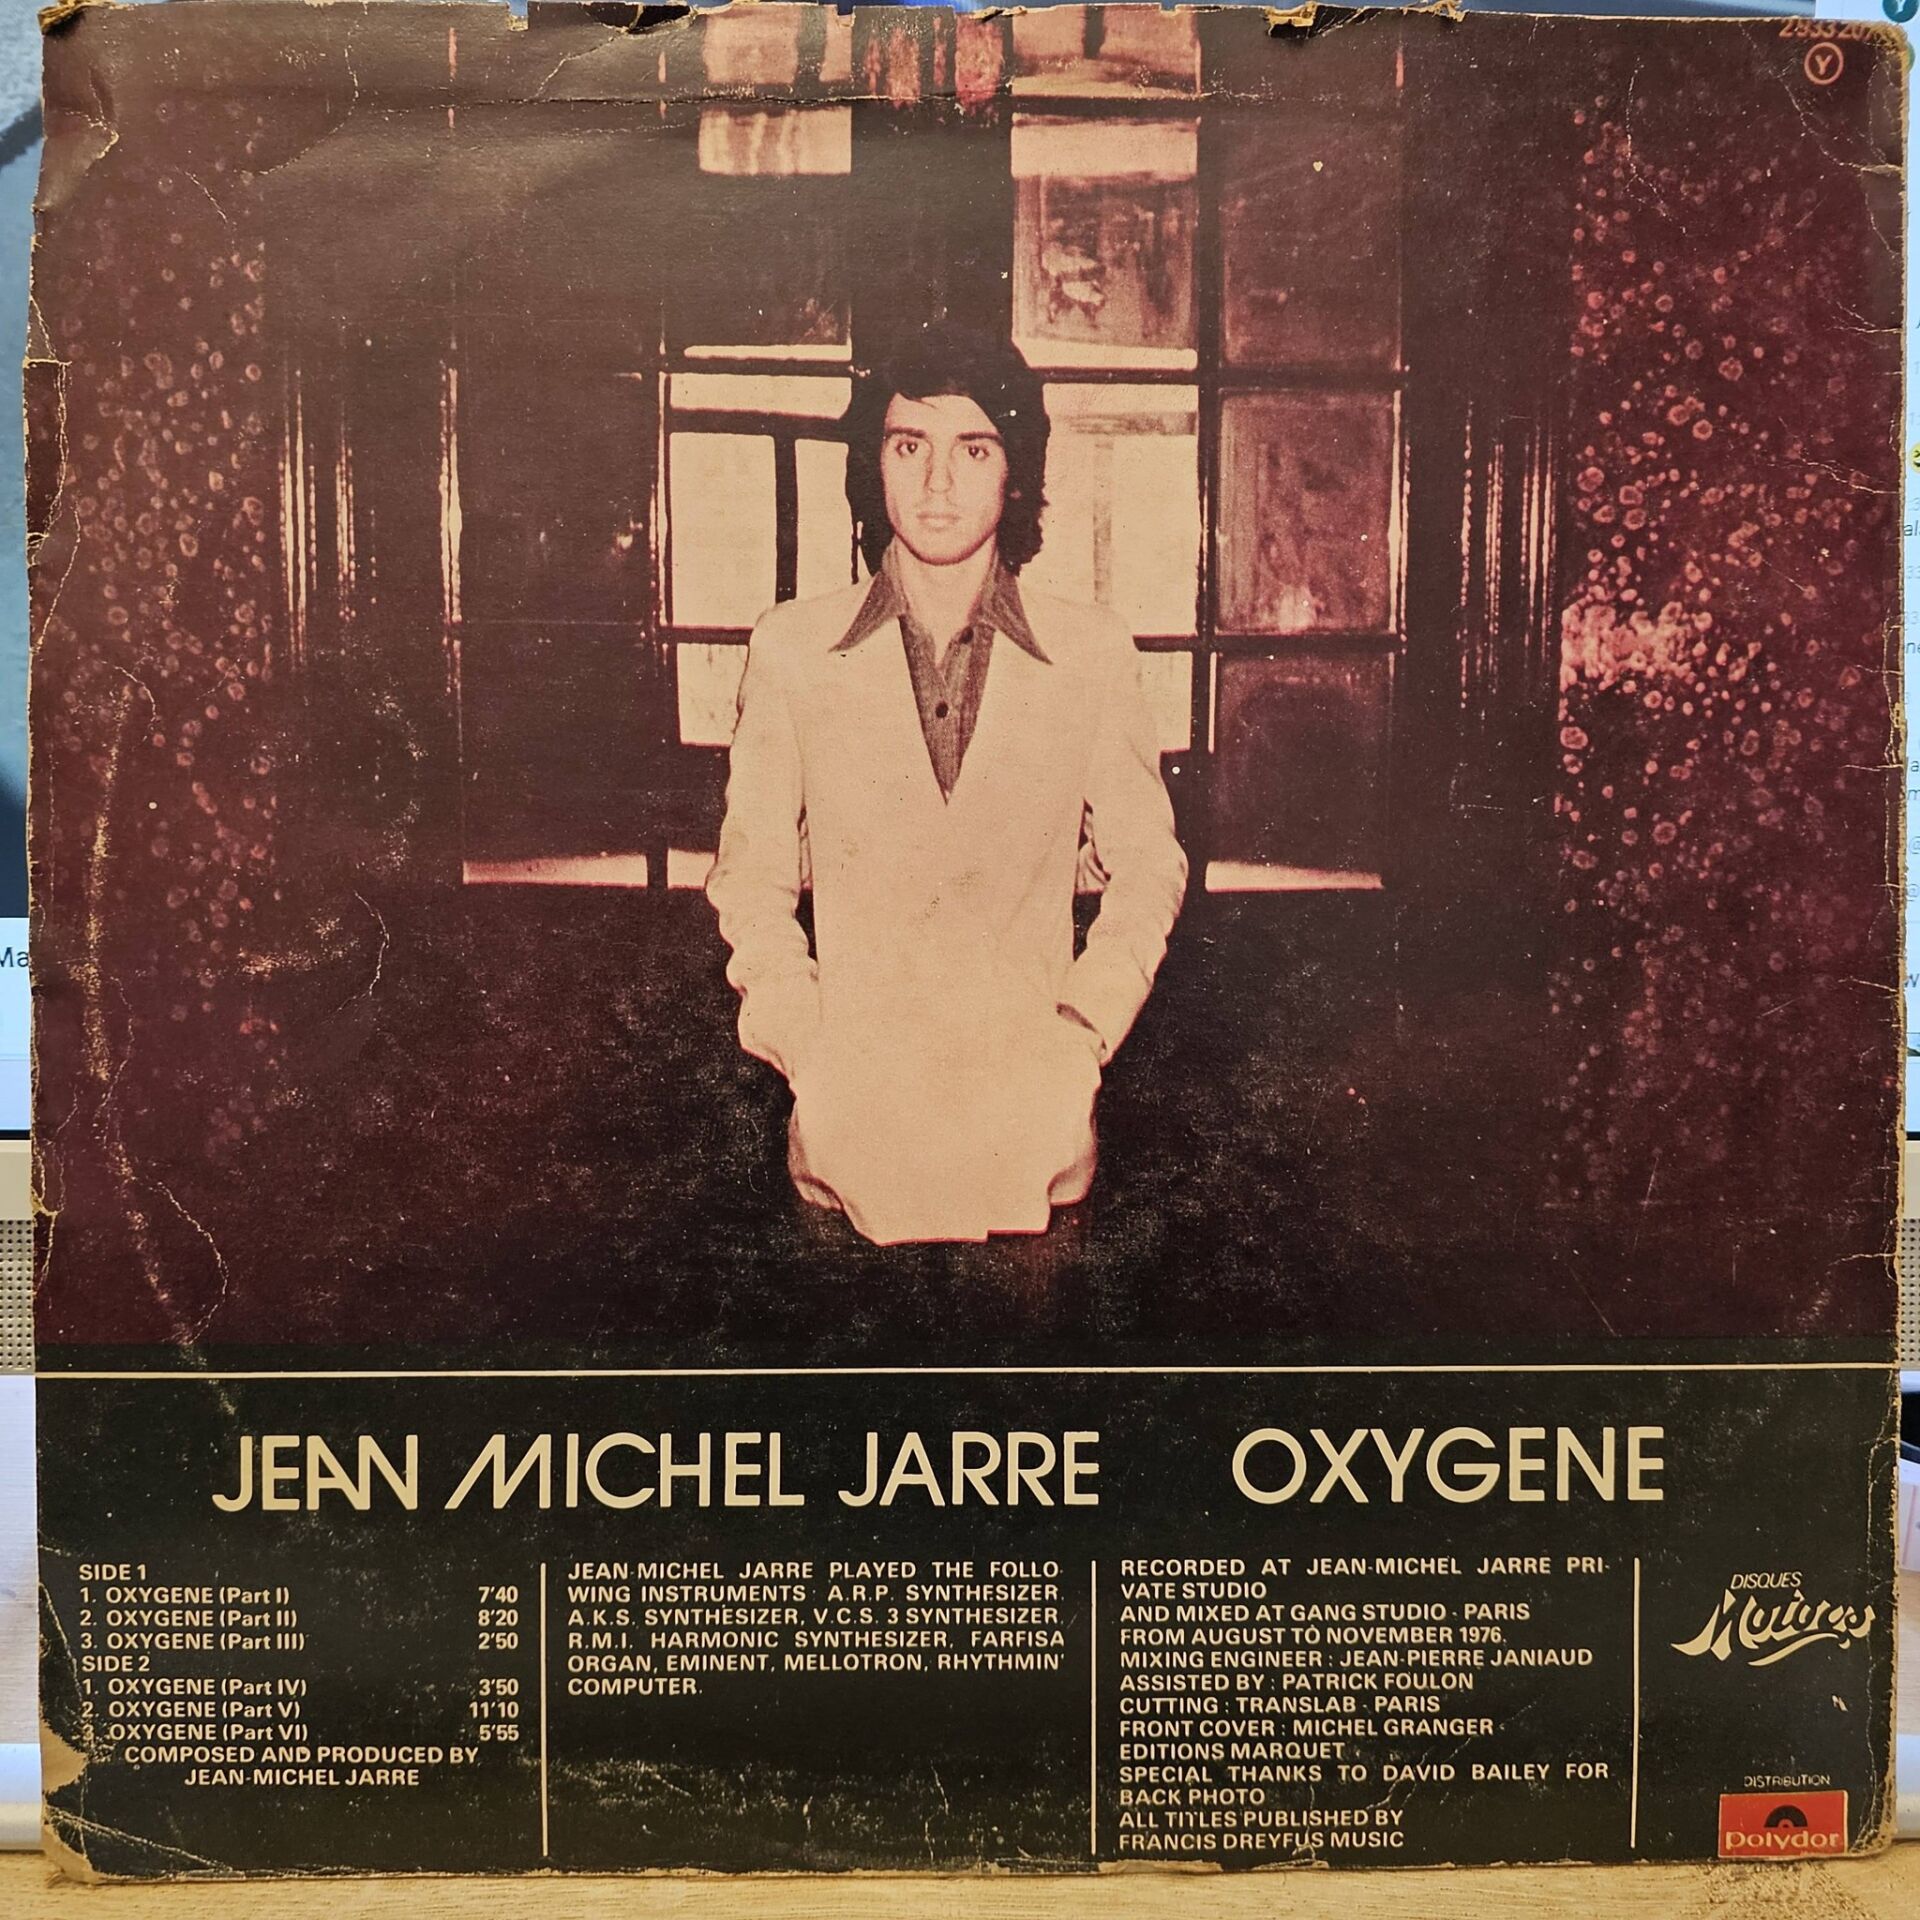 2933207
Y
JEAN MICHEL JARRE OXYGENE
SIDE 1
1. OXYGENE (Part I) 7'40
2. OXYGENE (Part II) 8'20
3. OXYGENE (Part III) 2'50
SIDE 2
1. OXYGENE (Part IV) 3'50
2. OXYGENE (Part V) 11'10
3. OXYGENE (Part VI) 5'55
COMPOSED AND PRODUCED BY
JEAN-MICHEL JARRE
JEAN-MICHEL JARRE PLAYED THE FOLLO-
WING INSTRUMENTS : A.R.P. SYNTHESIZER,
A.K.S. SYNTHESIZER, V.C.S. 3 SYNTHESIZER,
R.M.I. HARMONIC SYNTHESIZER, FARFISA
ORGAN, EMINENT, MELLOTRON, RHYTHMIN'
COMPUTER.
RECORDED AT JEAN-MICHEL JARRE PRI-
VATE STUDIO
AND MIXED AT GANG STUDIO - PARIS
FROM AUGUST TO NOVEMBER 1976.
MIXING ENGINEER : JEAN-PIERRE JANIAUD
ASSISTED BY : PATRICK FOULON
CUTTING : TRANSLAB - PARIS
FRONT COVER : MICHEL GRANGER -
EDITIONS MARQUET
SPECIAL THANKS TO DAVID BAILEY FOR
BACK PHOTO
ALL TITLES PUBLISHED BY
FRANCIS DREYFUS MUSIC
DISQUES
Motors
DISTRIBUTION
polydor
Ma